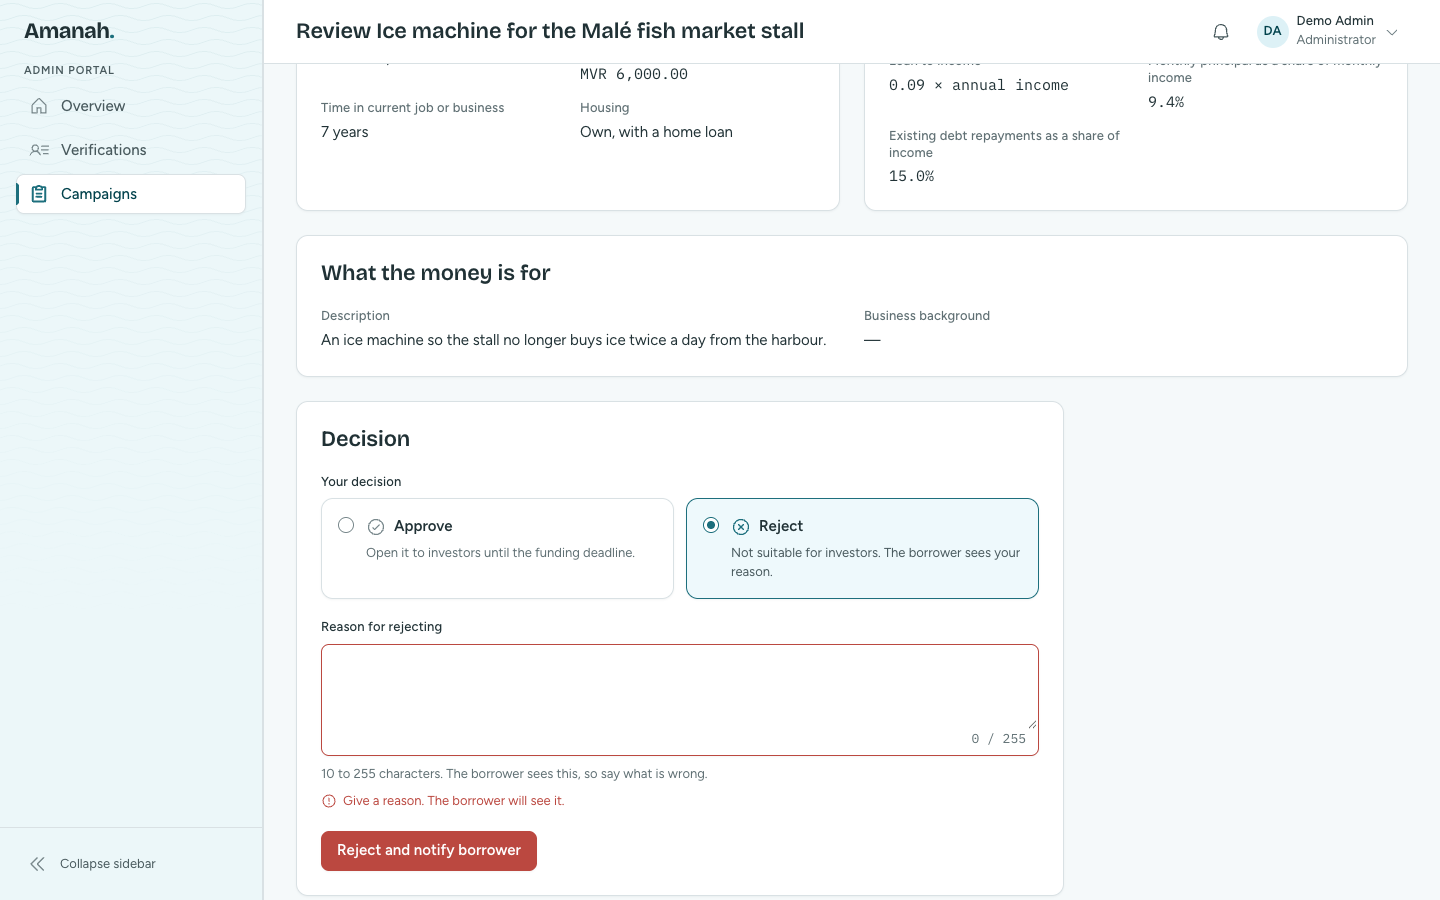 Amanah.
ADMIN PORTAL
Overview
Verifications
Campaigns
Collapse sidebar
Review Ice machine for the Malé fish market stall
DA
Demo Admin
Administrator
MVR 6,000.00
Time in current job or business
7 years
Housing
Own, with a home loan
0.09 × annual income
income
9.4%
Existing debt repayments as a share of
income
15.0%
What the money is for
Description
An ice machine so the stall no longer buys ice twice a day from the harbour.
Business background
—
Decision
Your decision
Approve
Open it to investors until the funding deadline.
Reject
Not suitable for investors. The borrower sees your
reason.
Reason for rejecting
0 / 255
10 to 255 characters. The borrower sees this, so say what is wrong.
Give a reason. The borrower will see it.
Reject and notify borrower